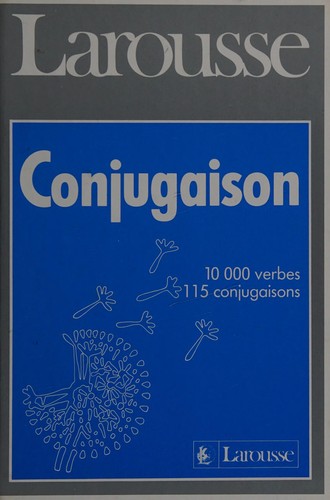 Larousse
Conjugaison
10 000 verbes
115 conjugaisons
Larousse